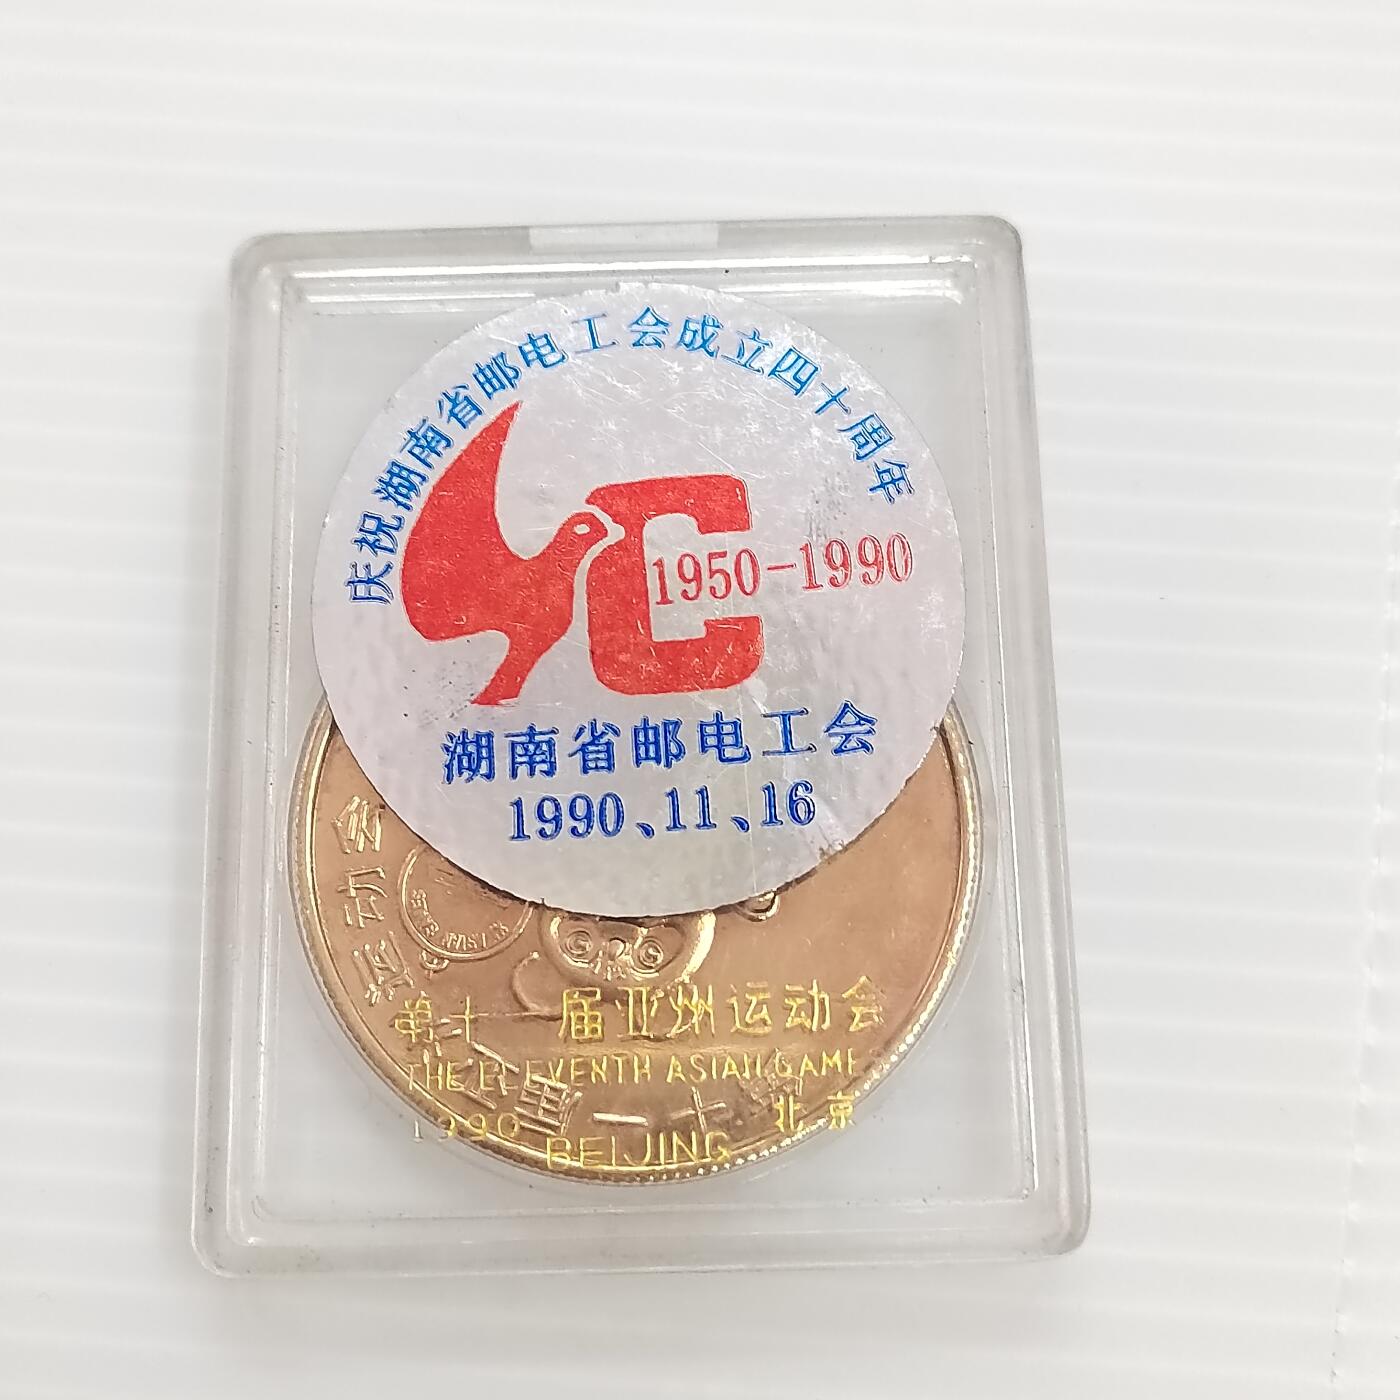 庆祝湖南省邮电工会成立四十周年
1950-1990
湖南省邮电工会
1990、11、16
运动会
第十一届亚洲运动会
THE ELEVENTH ASIAN GAMES
1990 BEIJING 北京